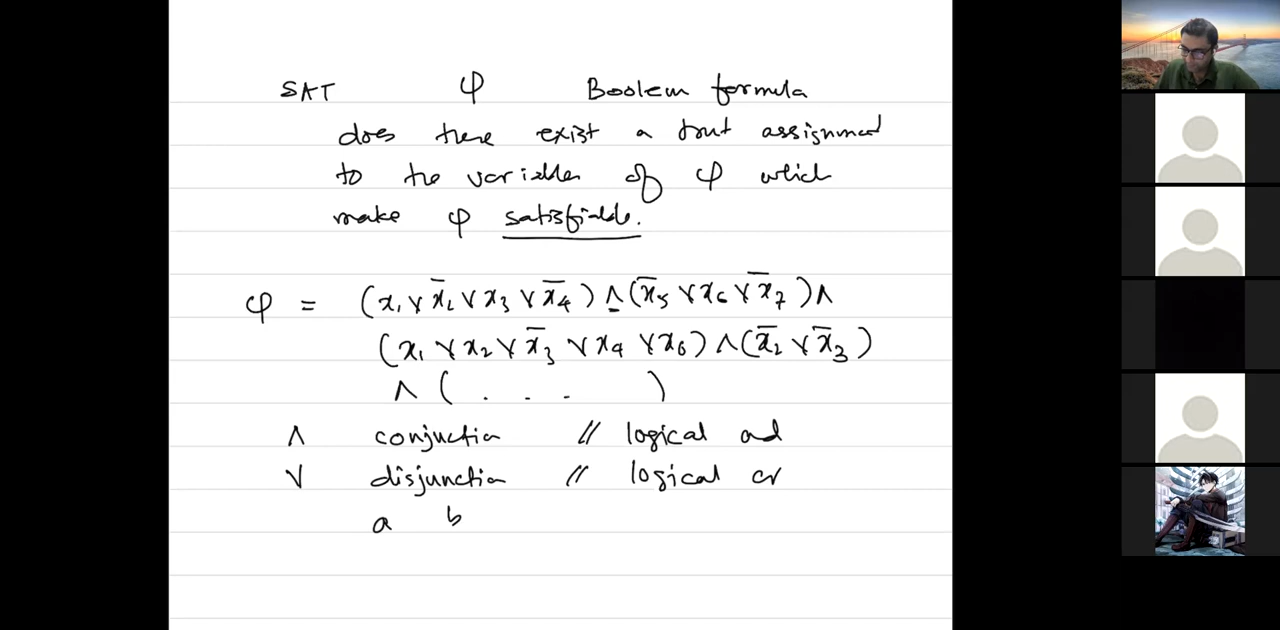 SAT φ Boolean formula
does there exist a trut assignment
to the variables of φ which
make φ satisfiable.
φ = (x₁ ∨ x̅₂ ∨ x₃ ∨ x̅₄) ∧ (x̅₅ ∨ x₆ ∨ x̅₇) ∧
(x₁ ∨ x₂ ∨ x̅₃ ∨ x₄ ∨ x₆) ∧ (x̅₂ ∨ x̅₃)
∧ ( . . . )
∧ conjuction // logical and
∨ disjunction // logical or
a b